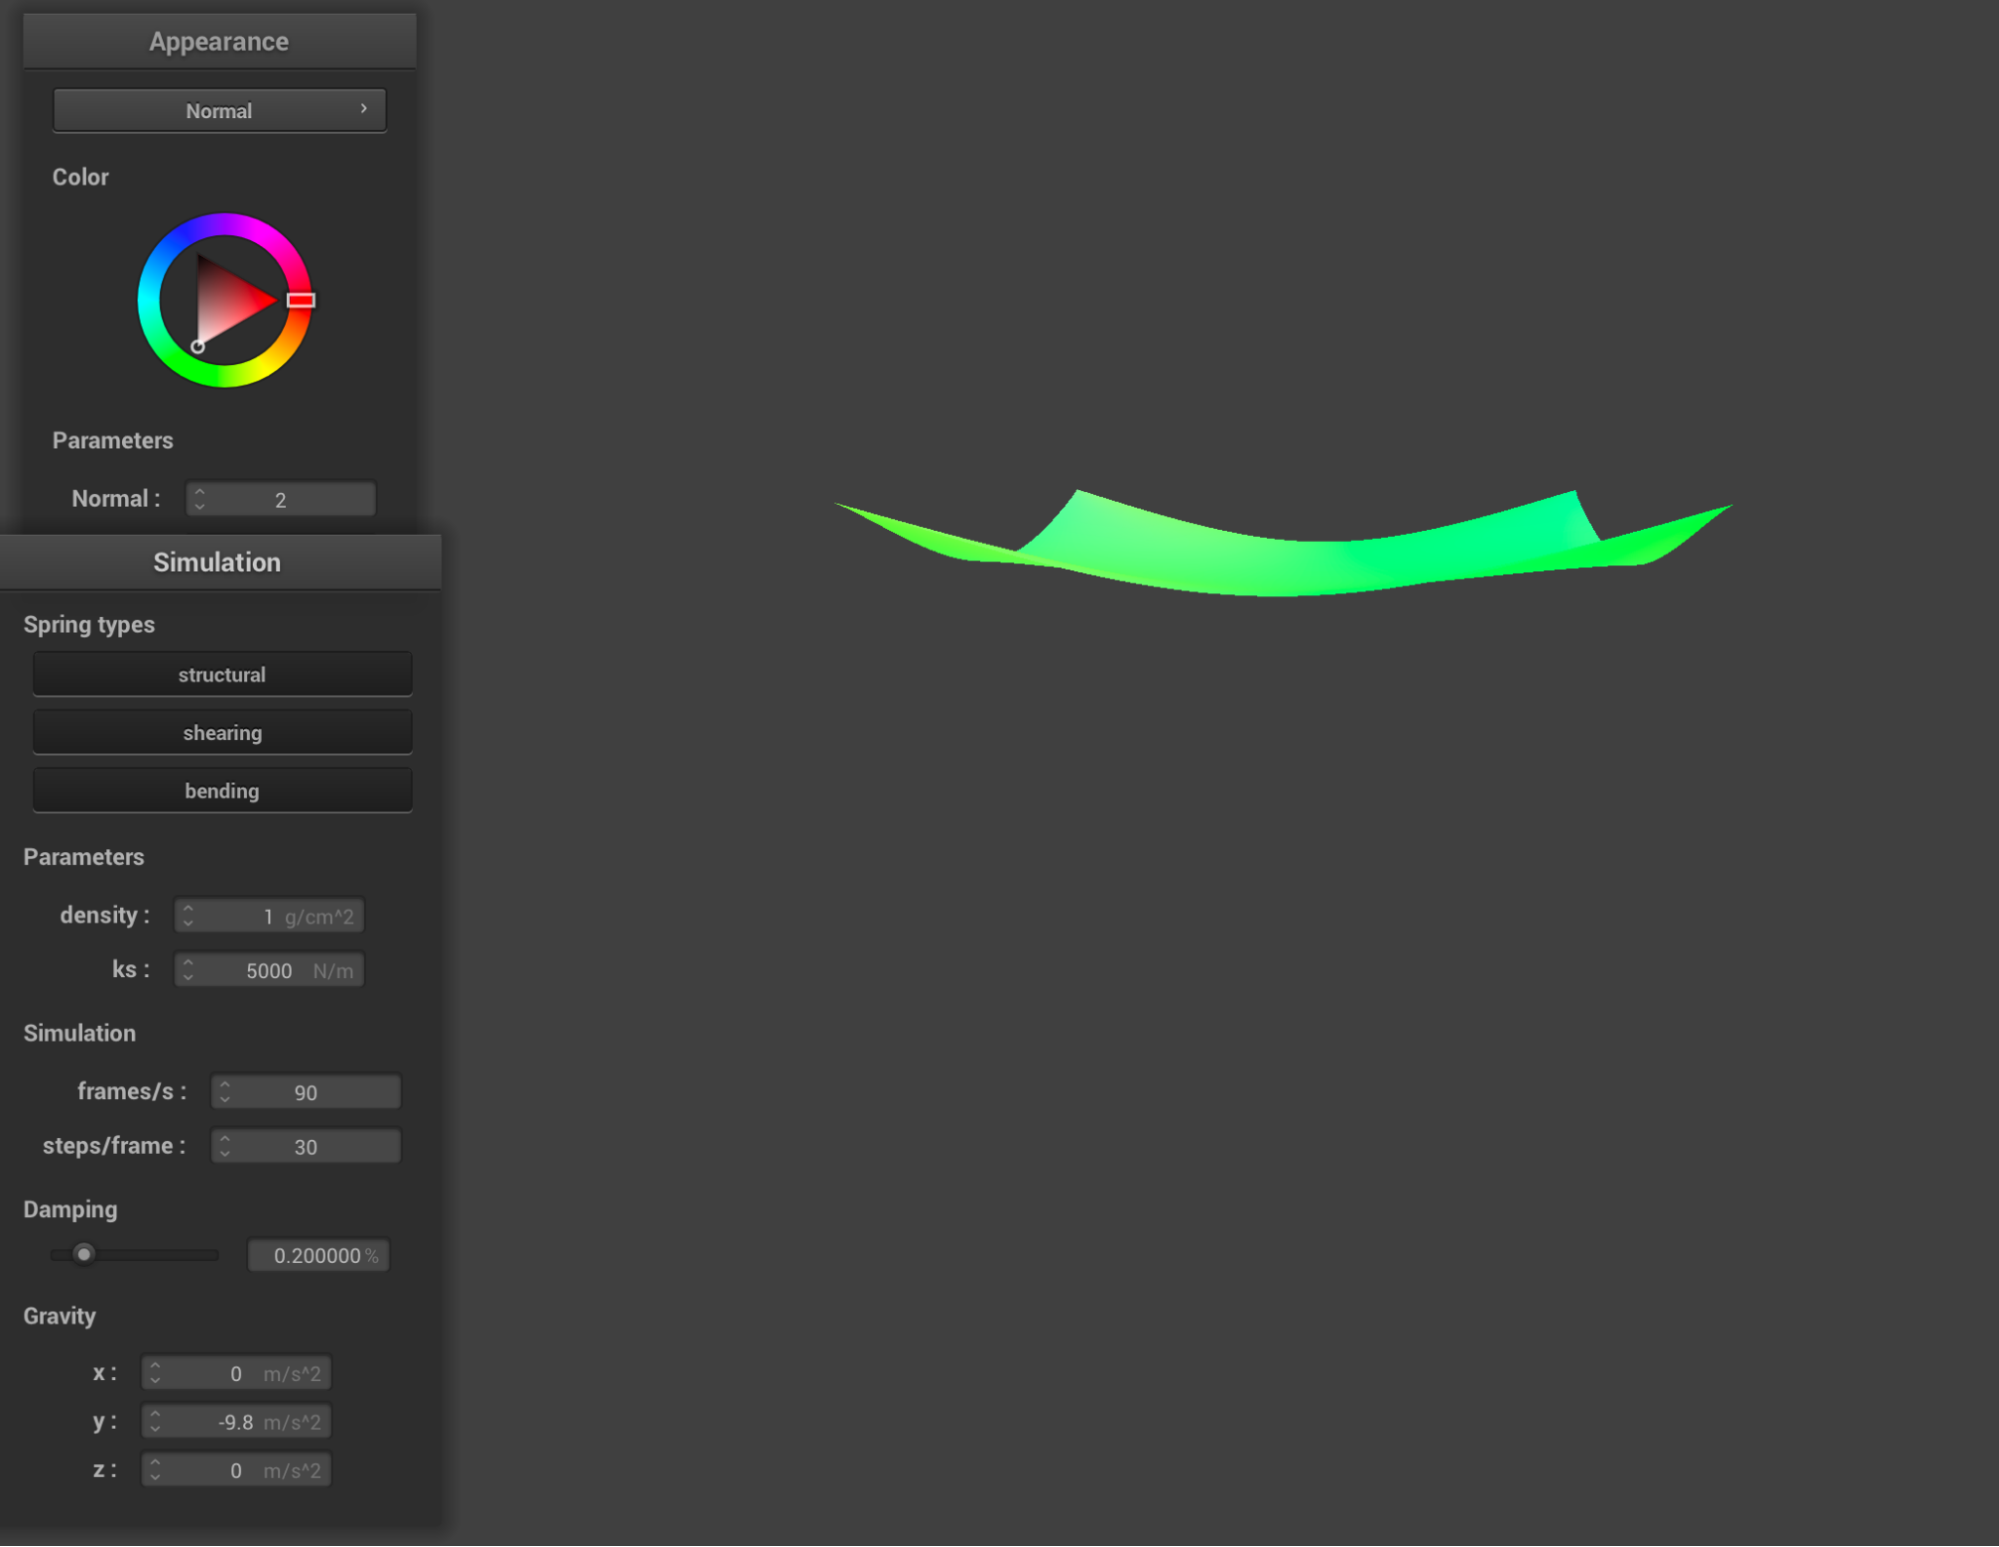 Appearance
Normal
Color
Parameters
Normal : 2
Simulation
Spring types
structural
shearing
bending
Parameters
density : 1 g/cm^2
ks : 5000 N/m
Simulation
frames/s : 90
steps/frame : 30
Damping
0.200000 %
Gravity
x : 0 m/s^2
y : -9.8 m/s^2
z : 0 m/s^2